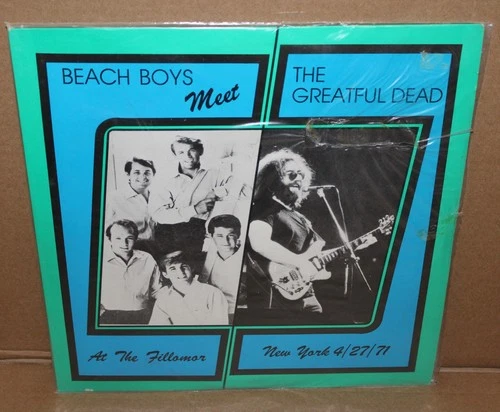 BEACH BOYS
Meet
THE
GREATFUL DEAD
At The Fillomor
New York 4/27/71